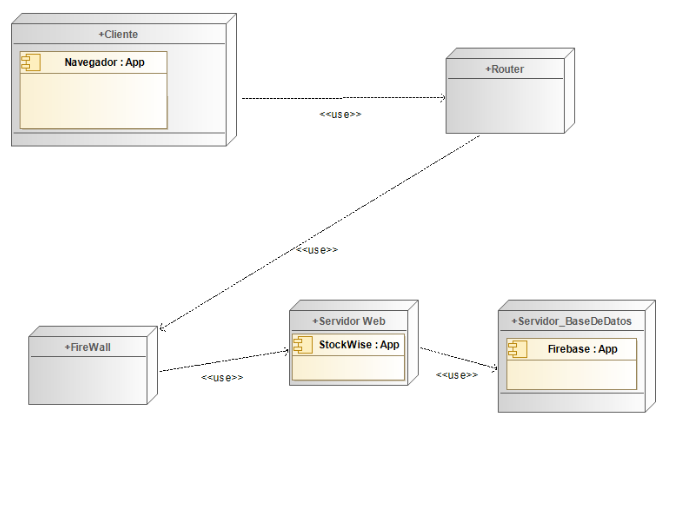 +Cliente
Navegador : App
+Router
<<use>>
<<use>>
+FireWall
+Servidor Web
StockWise : App
+Servidor_BaseDeDatos
Firebase : App
<<use>>
<<use>>